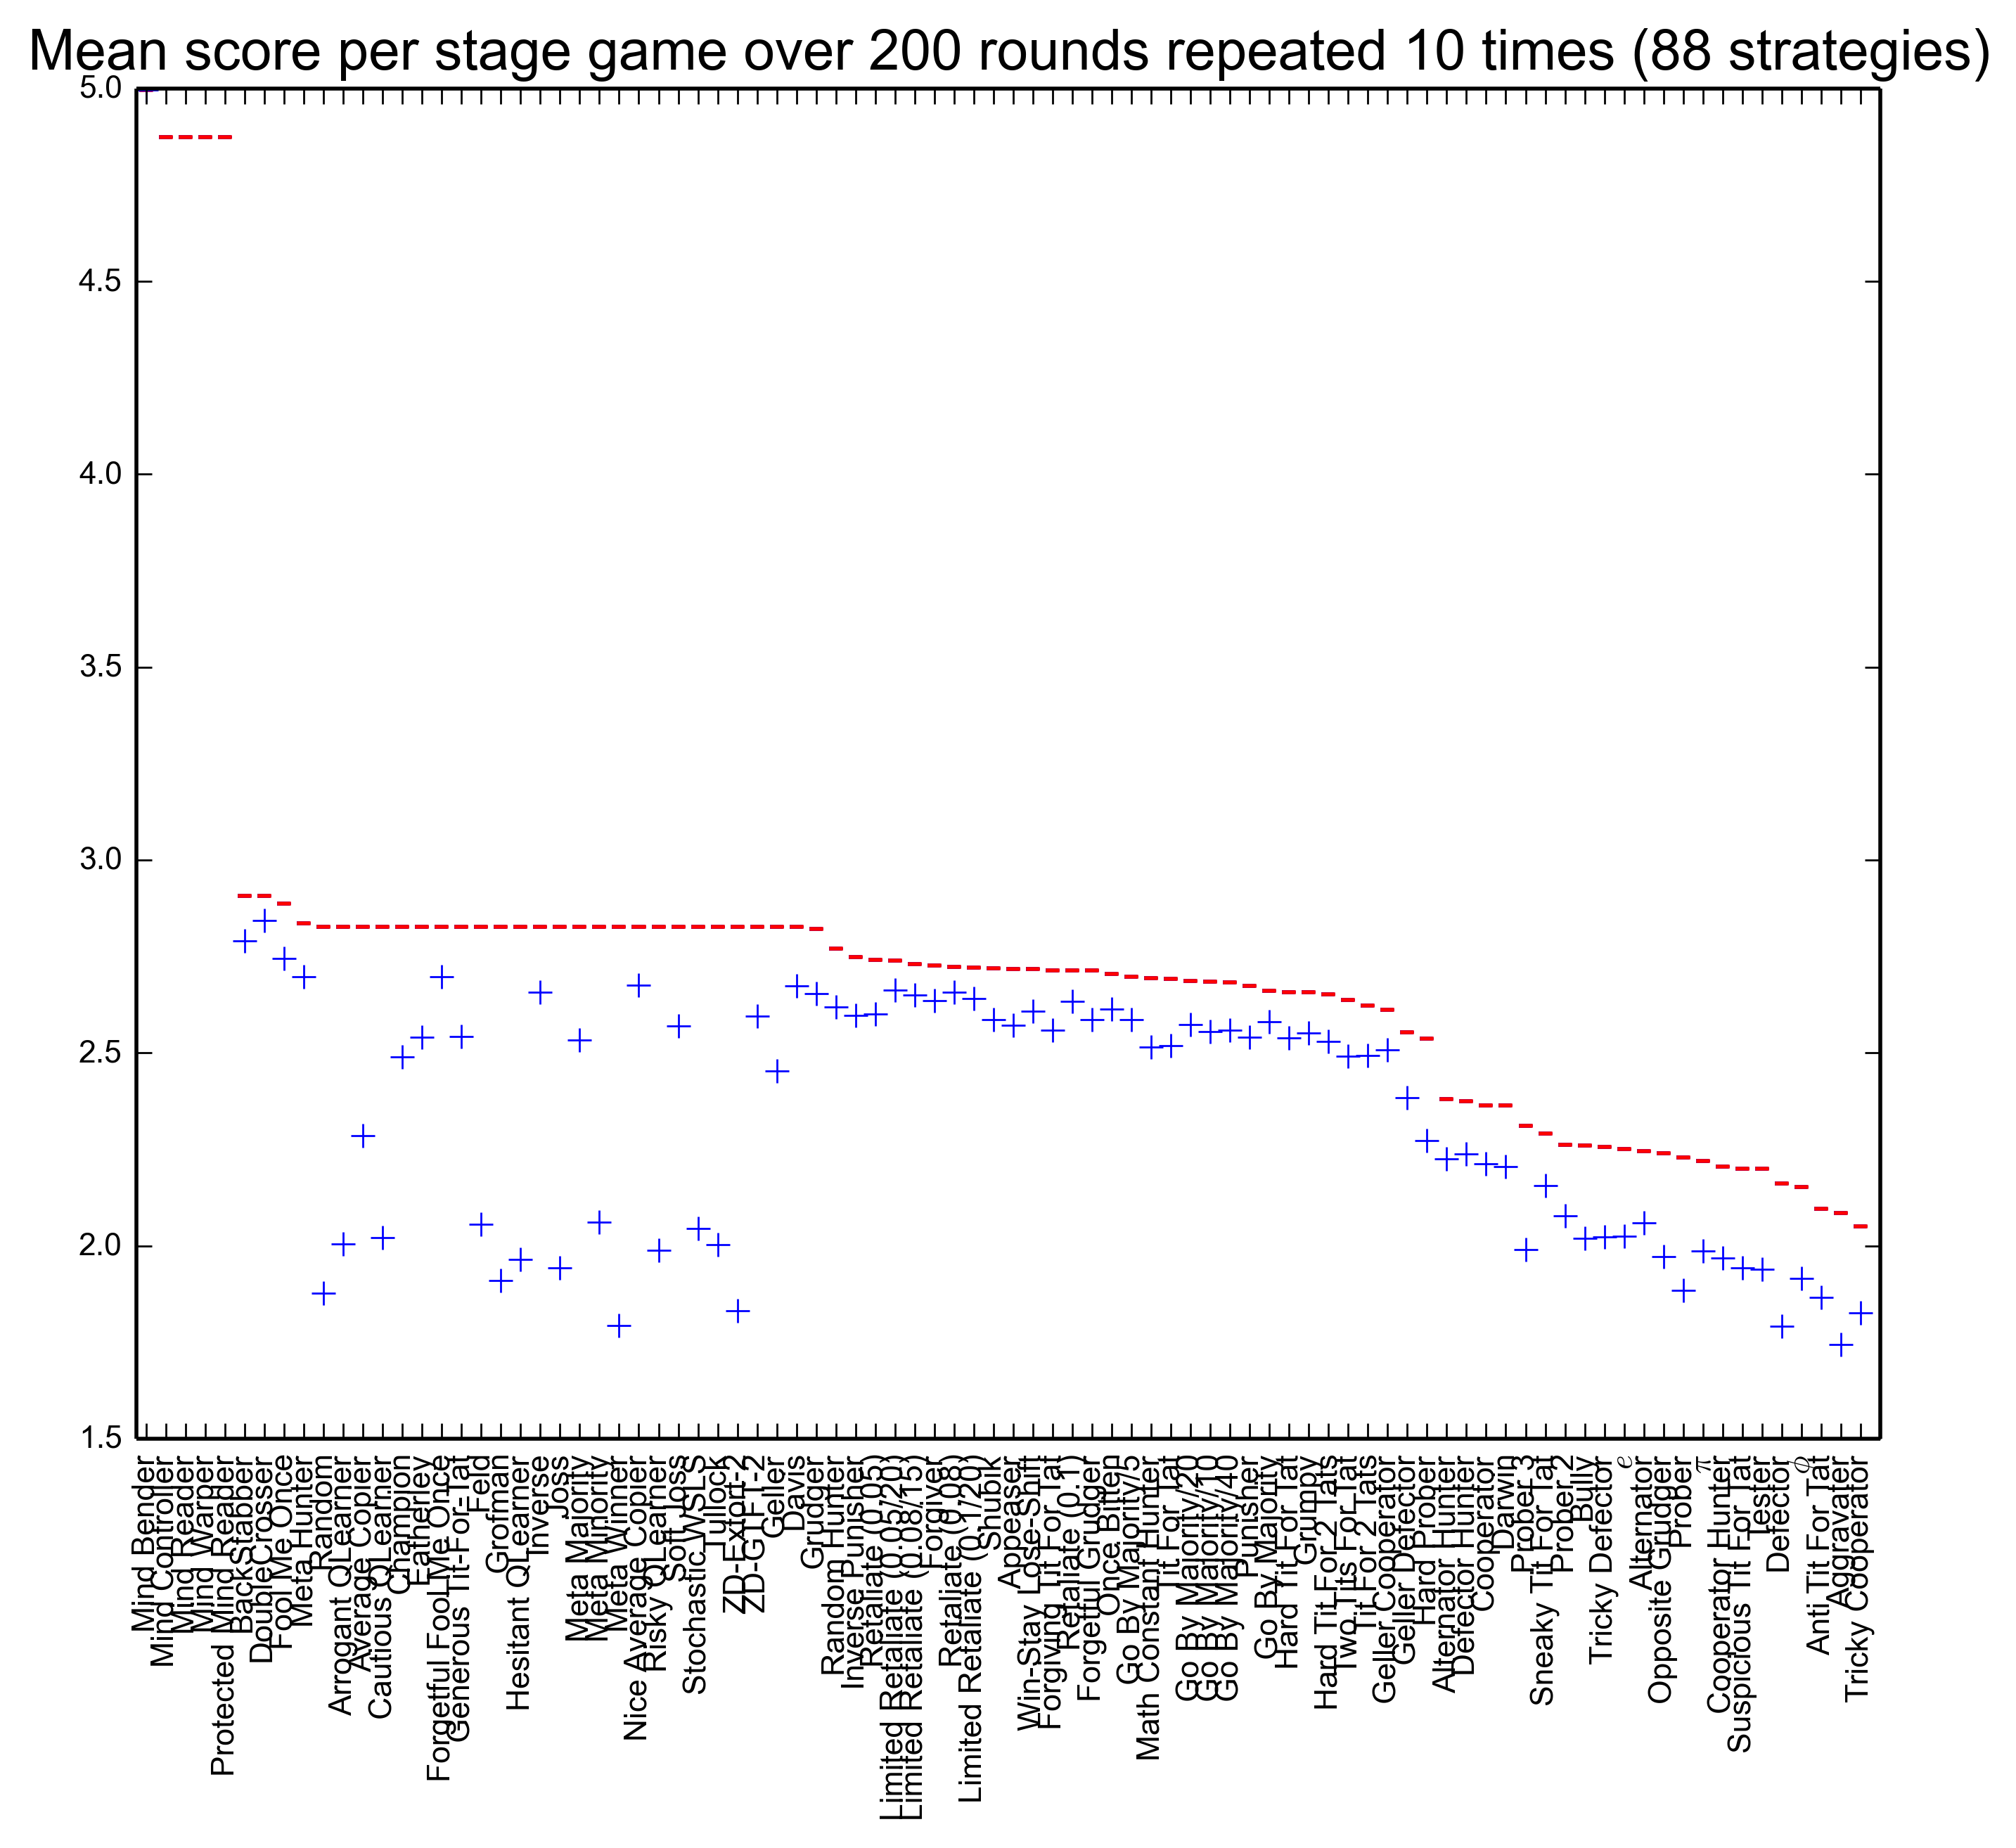 Mean score per stage game over 200 rounds repeated 10 times (88 strategies)
5.0
4.5
4.0
3.5
3.0
2.5
2.0
1.5
Mind Bender
Mind Controller
Mind Reader
Mind Warper
Protected Mind Reader
BackStabber
DoubleCrosser
Fool Me Once
Meta Hunter
Random
Arrogant QLearner
Average Copier
Cautious QLearner
Champion
Eatherley
Forgetful Fool Me Once
Generous Tit-For-Tat
Feld
Grofman
Hesitant QLearner
Inverse
Joss
Meta Majority
Meta Minority
Meta Winner
Nice Average Copier
Risky QLearner
Soft Joss
Stochastic WSLS
Tullock
ZD-Extort-2
ZD-GTFT-2
Geller
Davis
Grudger
Random Hunter
Inverse Punisher
Retaliate (0.05)
Limited Retaliate (0.05/20)
Limited Retaliate (0.08/15)
Forgiver
Retaliate (0.08)
Limited Retaliate (0.1/20)
Shubik
Appeaser
Win-Stay Lose-Shift
Forgiving Tit For Tat
Retaliate (0.1)
Forgetful Grudger
Once Bitten
Go By Majority/5
Math Constant Hunter
Tit For Tat
Go By Majority/20
Go By Majority/10
Go By Majority/40
Punisher
Go By Majority
Hard Tit For Tat
Grumpy
Hard Tit For 2 Tats
Two Tits For Tat
Tit For 2 Tats
Geller Cooperator
Geller Defector
Hard Prober
Alternator Hunter
Defector Hunter
Cooperator
Darwin
Prober 3
Sneaky Tit For Tat
Prober 2
Bully
Tricky Defector
e
Alternator
Opposite Grudger
Prober
π
Cooperator Hunter
Suspicious Tit For Tat
Tester
Defector
ϕ
Anti Tit For Tat
Aggravater
Tricky Cooperator